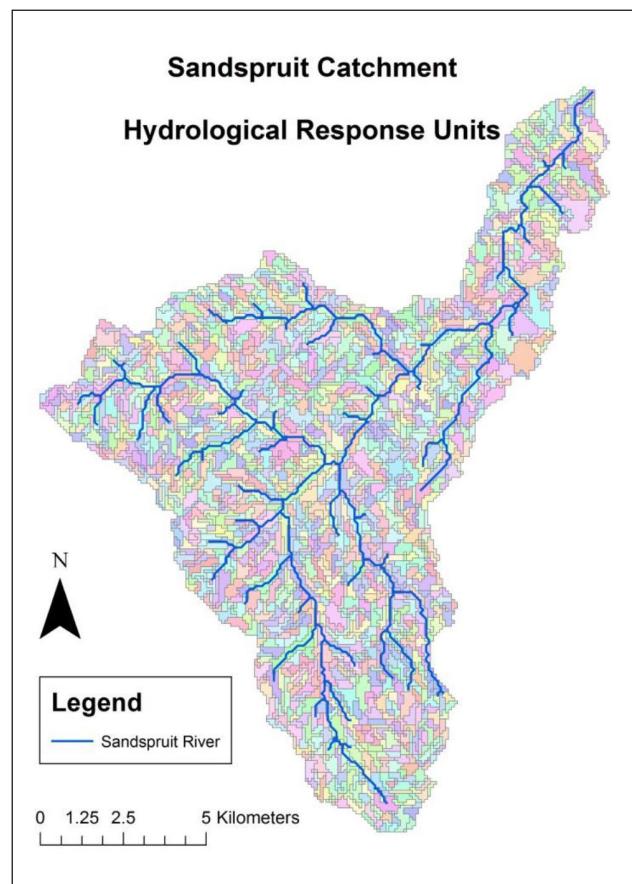 Sandspruit Catchment
Hydrological Response Units
N
Legend
Sandspruit River
0 1.25 2.5 5 Kilometers